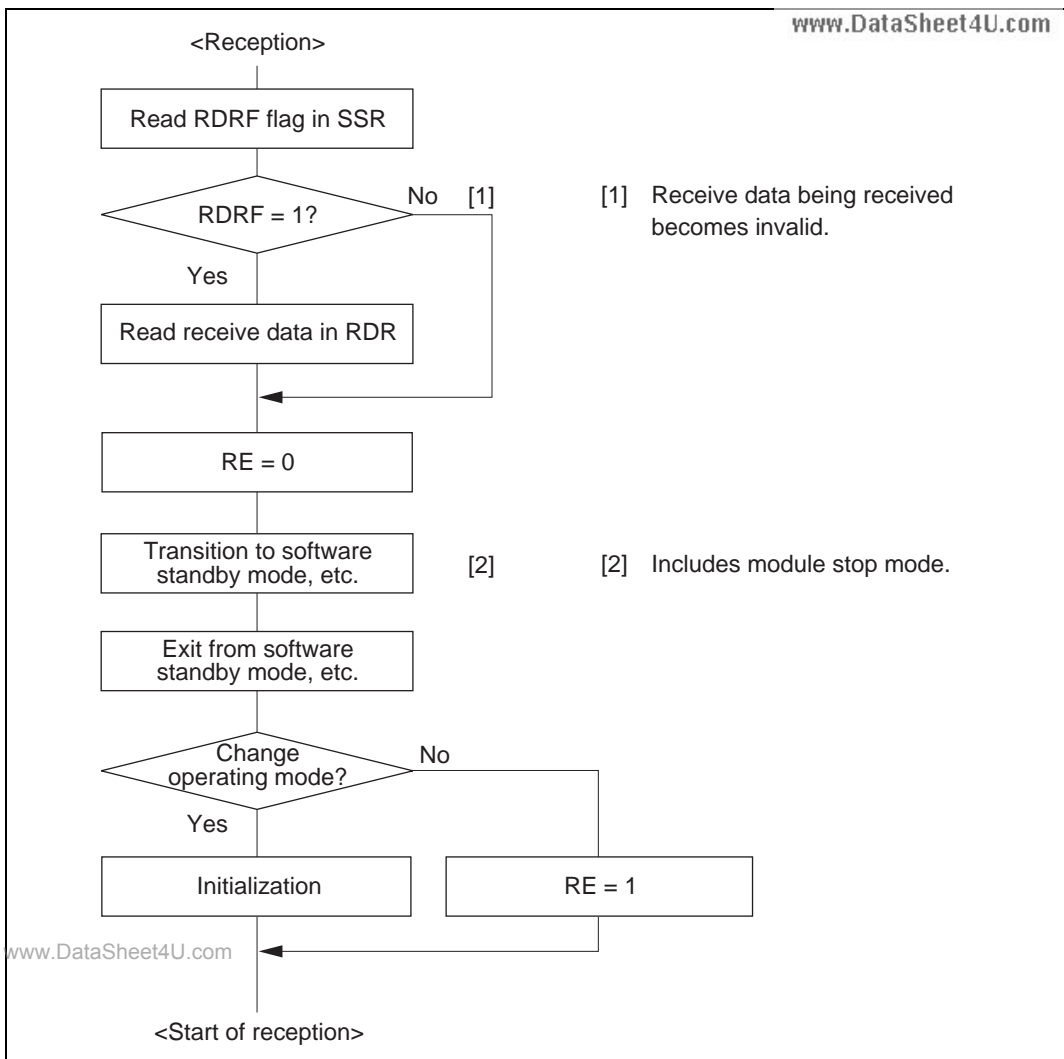 www.DataSheet4U.com
<Reception>
Read RDRF flag in SSR
RDRF = 1?
No [1]
[1] Receive data being received
becomes invalid.
Yes
Read receive data in RDR
RE = 0
Transition to software
standby mode, etc.
[2]
[2] Includes module stop mode.
Exit from software
standby mode, etc.
Change
operating mode?
No
Yes
Initialization
RE = 1
www.DataSheet4U.com
<Start of reception>